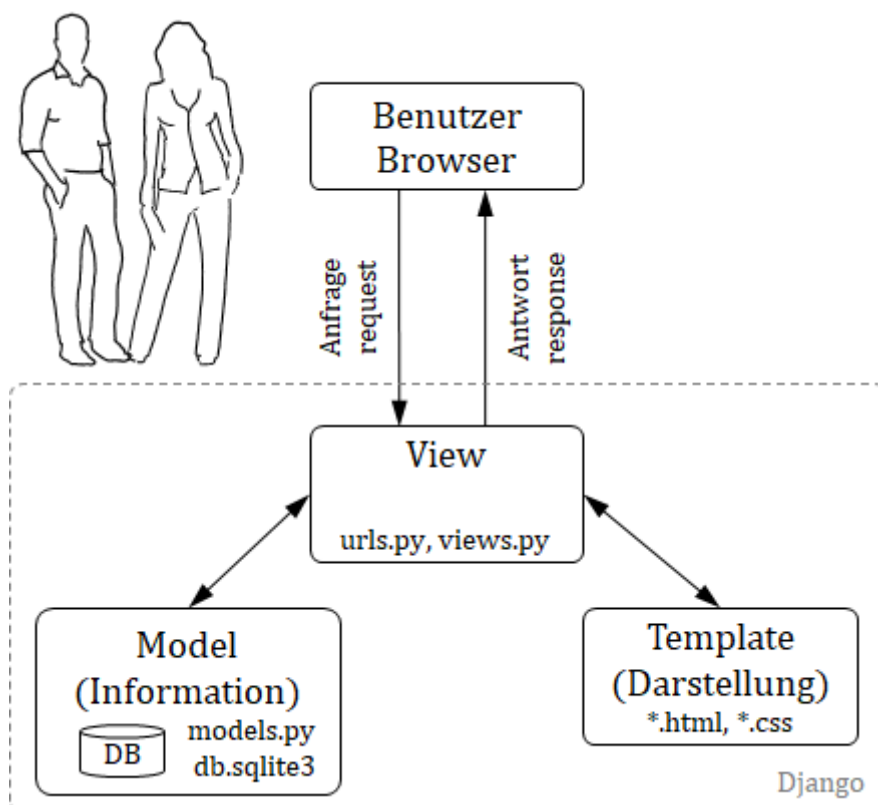 Benutzer
Browser
Anfrage
request
Antwort
response
View
urls.py, views.py
Model
(Information)
DB
models.py
db.sqlite3
Template
(Darstellung)
*.html, *.css
Django